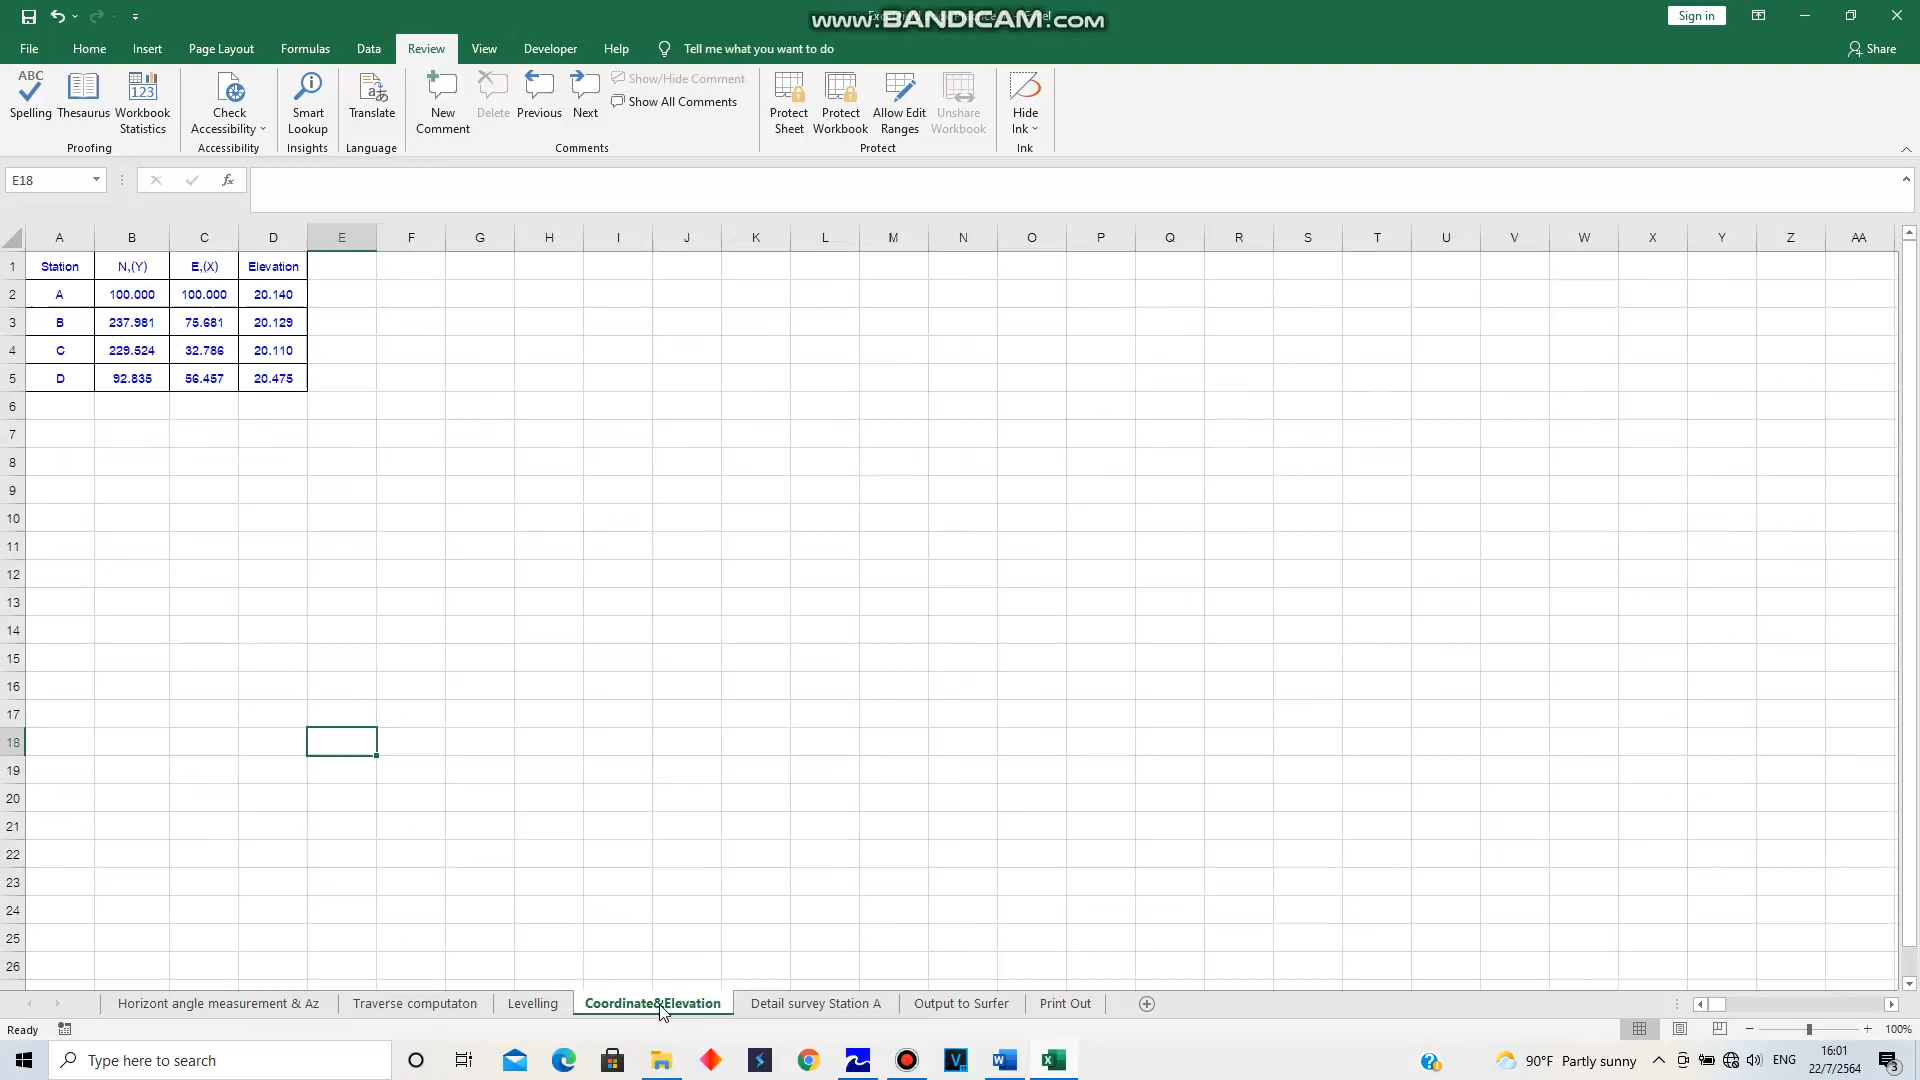 www.BANDICAM.com
Sign in
File Home Insert Page Layout Formulas Data Review View Developer Help Tell me what you want to do Share
ABC
Spelling
Thesaurus
123
Workbook
Statistics
Check
Accessibility
Smart
Lookup
Translate
New
Comment
Delete
Previous
Next
Show/Hide Comment
Show All Comments
Protect
Sheet
Protect
Workbook
Allow Edit
Ranges
Unshare
Workbook
Hide
Ink
Proofing Accessibility Insights Language Comments Protect Ink
E18 fx
A B C D E F G H I J K L M N O P Q R S T U V W X Y Z AA
1 Station N,(Y) E,(X) Elevation
2 A 100.000 100.000 20.140
3 B 237.981 75.681 20.129
4 C 229.524 32.786 20.110
5 D 92.835 56.457 20.475
6
7
8
9
10
11
12
13
14
15
16
17
18
19
20
21
22
23
24
25
26
Horizont angle measurement & Az Traverse computaton Levelling Coordinate&Elevation Detail survey Station A Output to Surfer Print Out
Ready 100%
Type here to search 90°F Partly sunny ENG 16:01
22/7/2564 3